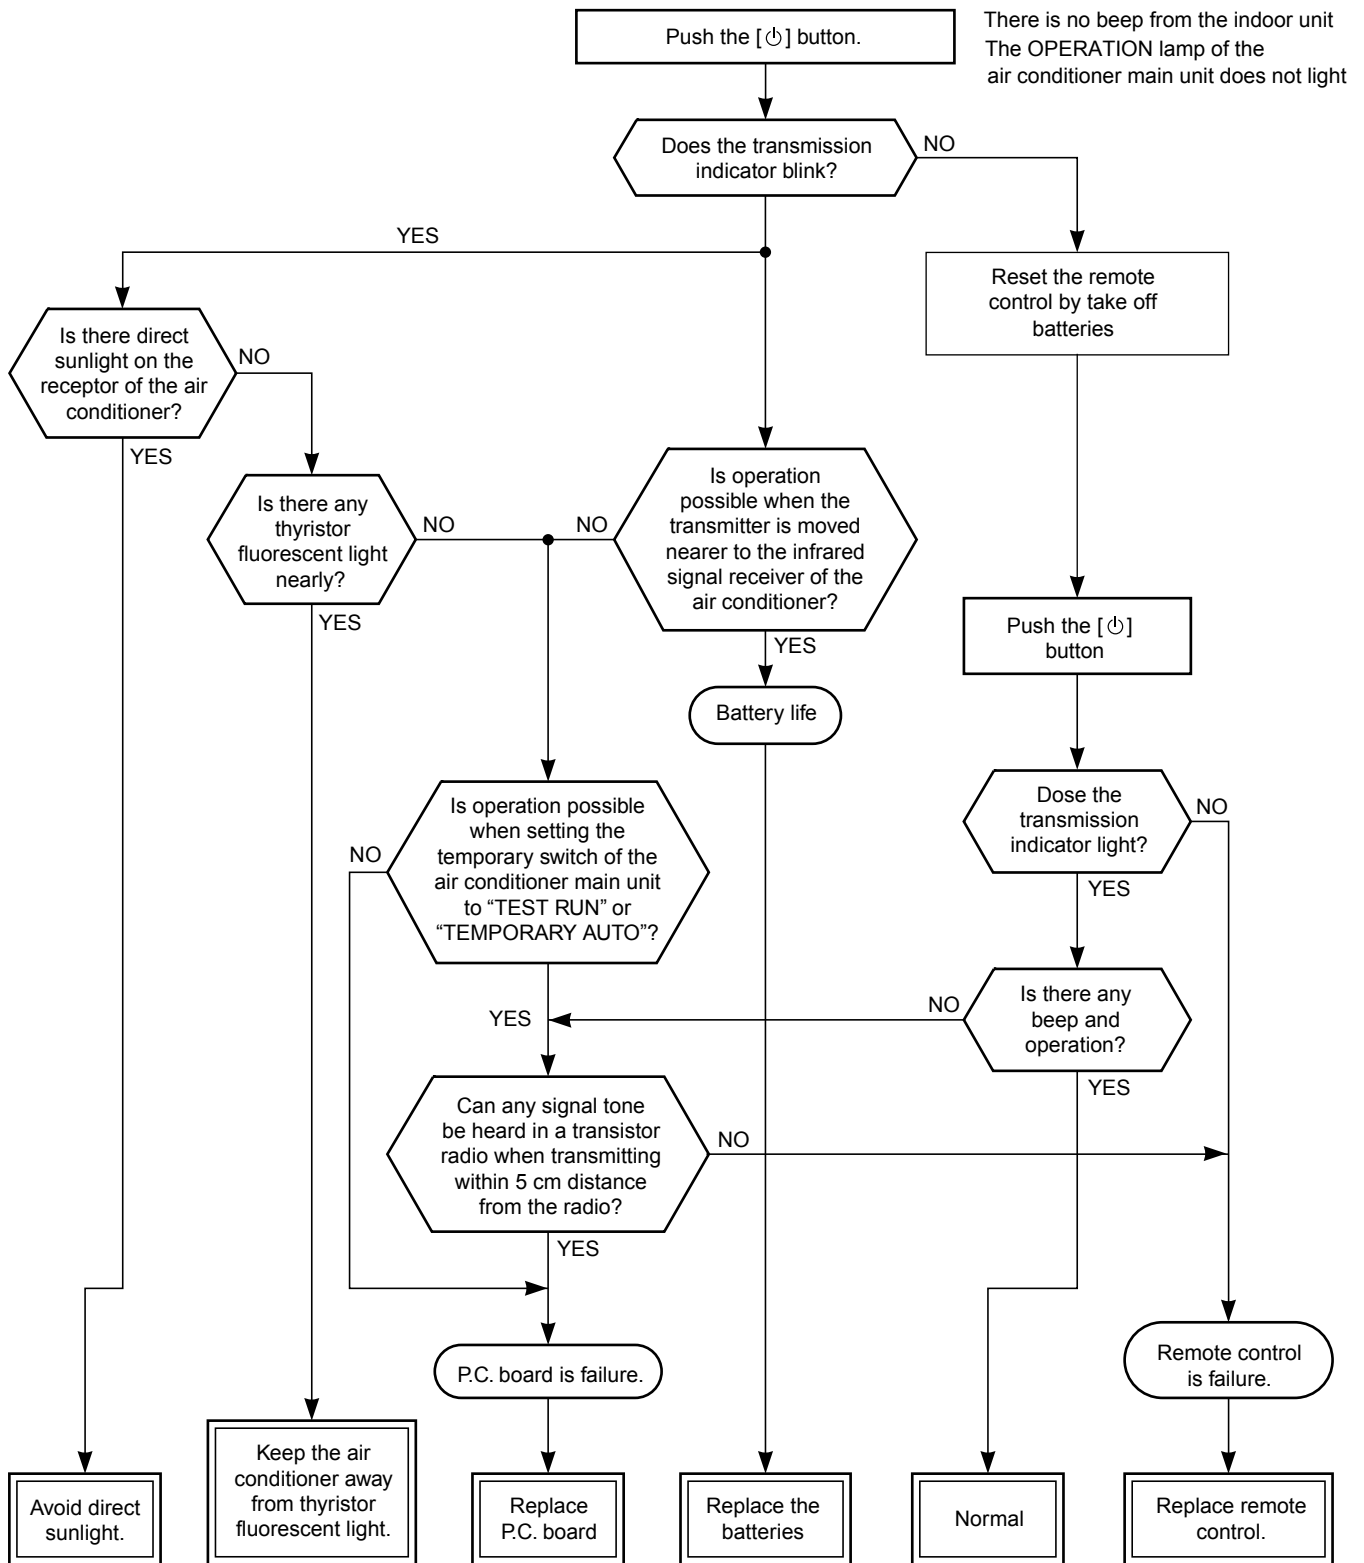 Push the [⏻] button.
There is no beep from the indoor unit
The OPERATION lamp of the
air conditioner main unit does not light
Does the transmission
indicator blink?
NO
YES
Reset the remote
control by take off
batteries
Is there direct
sunlight on the
receptor of the air
conditioner?
NO
YES
Is there any
thyristor
fluorescent light
nearly?
NO
YES
NO
Is operation
possible when the
transmitter is moved
nearer to the infrared
signal receiver of the
air conditioner?
YES
Push the [⏻]
button
Battery life
Is operation possible
when setting the
temporary switch of the
air conditioner main unit
to “TEST RUN” or
“TEMPORARY AUTO”?
NO
YES
Dose the
transmission
indicator light?
NO
YES
Is there any
beep and
operation?
NO
YES
Can any signal tone
be heard in a transistor
radio when transmitting
within 5 cm distance
from the radio?
NO
YES
P.C. board is failure.
Remote control
is failure.
Avoid direct
sunlight.
Keep the air
conditioner away
from thyristor
fluorescent light.
Replace
P.C. board
Replace the
batteries
Normal
Replace remote
control.